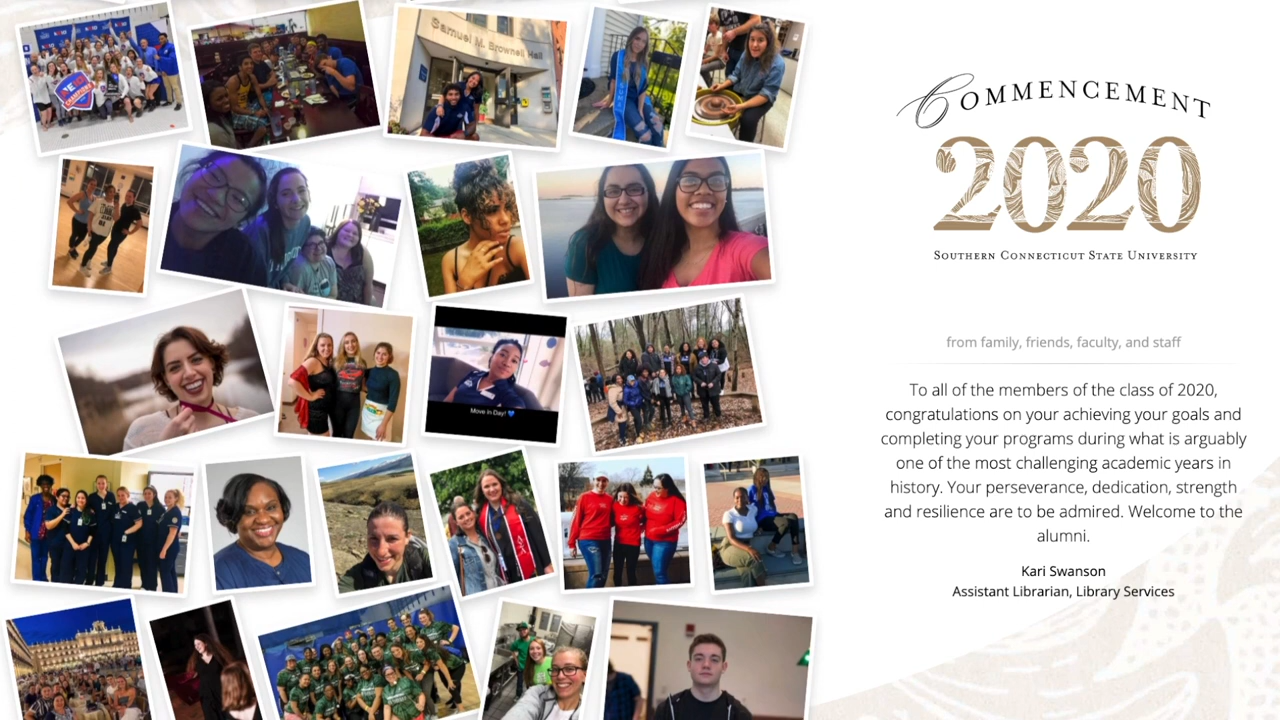 NE10
CHAMPIONS
Samuel M. Brownell Hall
Move in Day! 💙
COMMENCEMENT
2020
SOUTHERN CONNECTICUT STATE UNIVERSITY
from family, friends, faculty, and staff
To all of the members of the class of 2020,
congratulations on your achieving your goals and
completing your programs during what is arguably
one of the most challenging academic years in
history. Your perseverance, dedication, strength
and resilience are to be admired. Welcome to the
alumni.
Kari Swanson
Assistant Librarian, Library Services